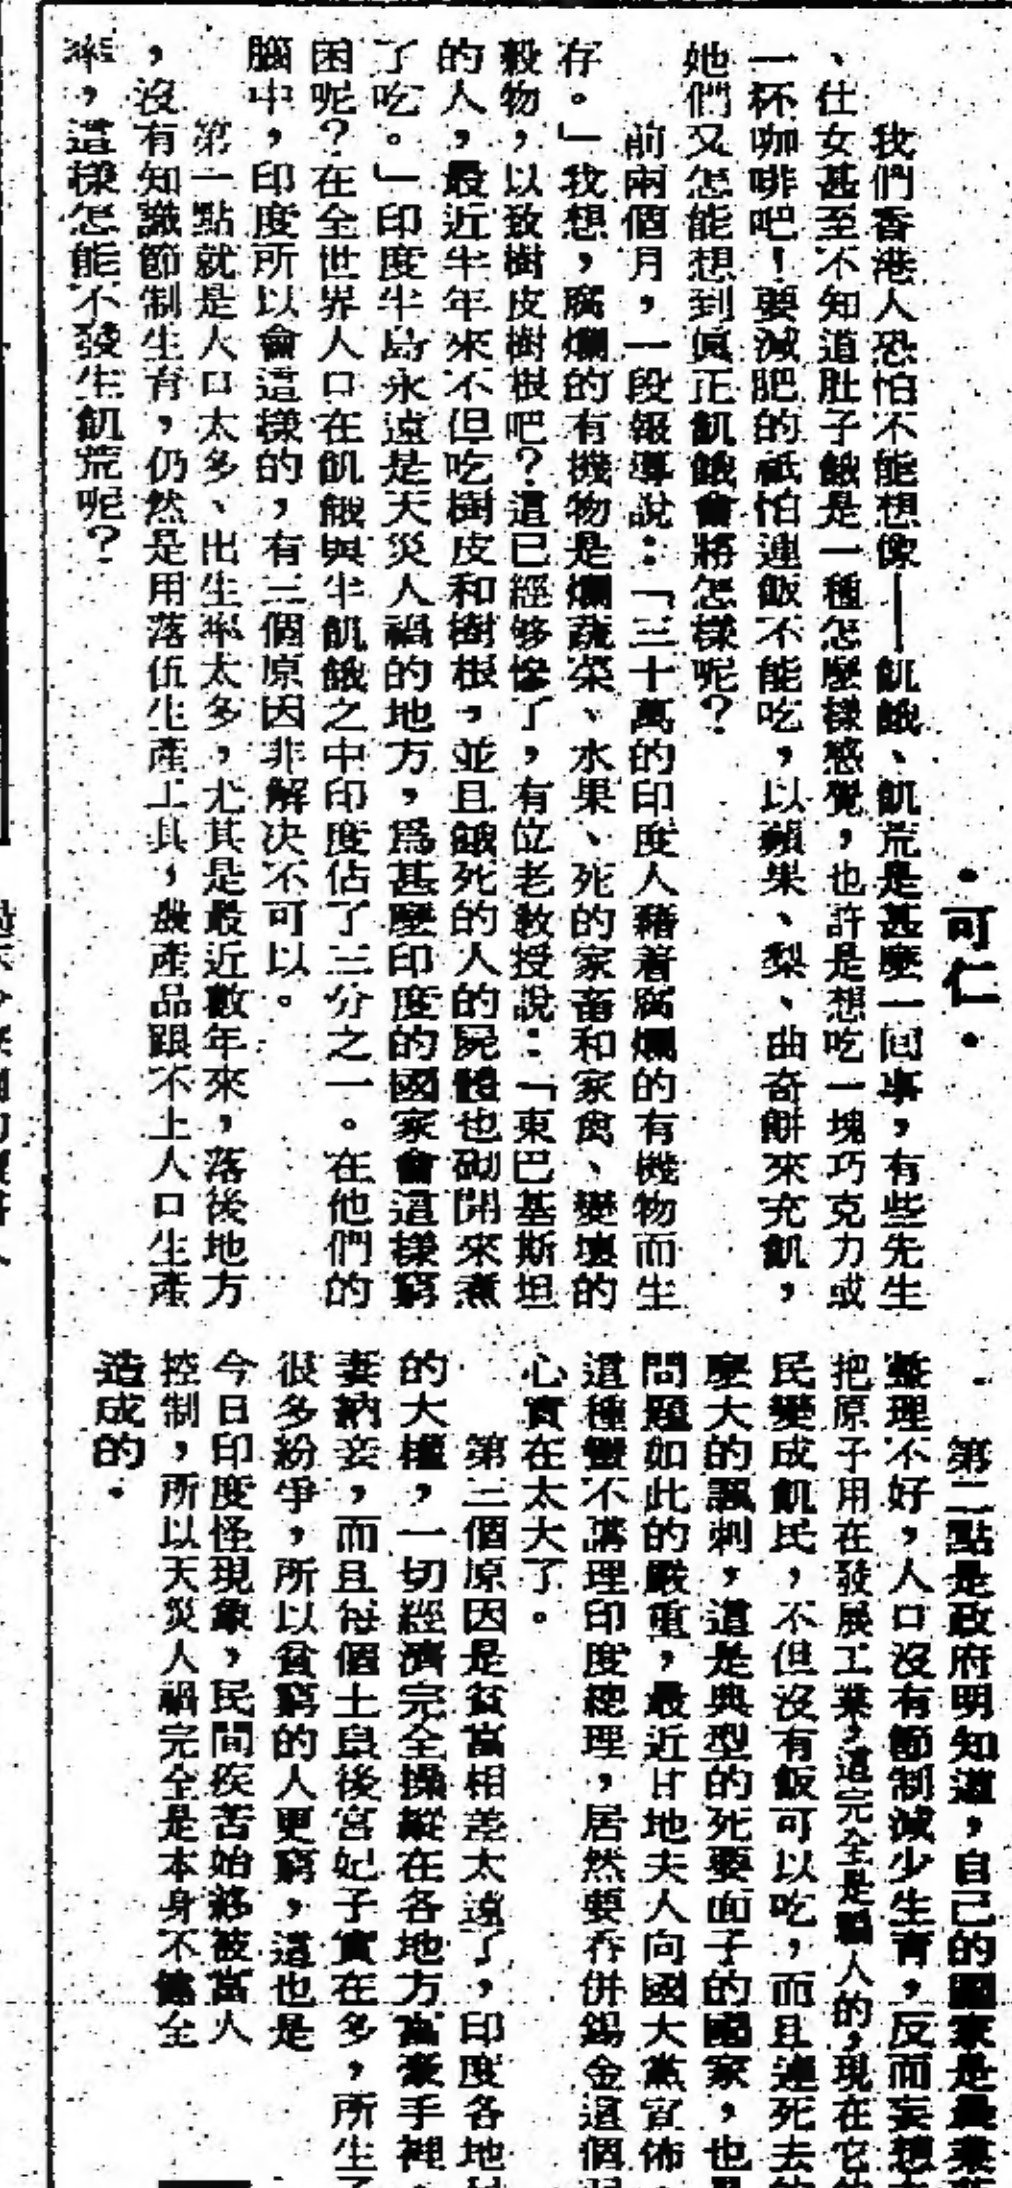 ・可仁・
我們香港人恐怕不能想像——飢餓、飢荒是甚麼一回事，有些先生
、仕女甚至不知道肚子餓是一種怎麼樣感覺，也許是想吃一塊巧克力或
一杯咖啡吧！要減肥的祗怕連飯不能吃，以蘋果、梨、曲奇餅來充飢，
她們又怎能想到眞正飢餓會將怎樣呢？
前兩個月，一段報導說：「三十萬的印度人藉着腐爛的有機物而生
存。」我想，腐爛的有機物是爛蔬菜、水果、死的家畜和家禽、變壞的
穀物，以致樹皮樹根吧？這已經够慘了，有位老教授說：「東巴基斯坦
的人，最近半年來不但吃樹皮和樹根，並且餓死的人的屍體也砌開來煮
了吃。」印度半島永遠是天災人禍的地方，爲甚麼印度的國家會這樣窮
困呢？在全世界人口在飢餓與半飢餓之中印度佔了三分之一。在他們的
腦中，印度所以會這樣的，有三個原因非解决不可以。
第一點就是人口太多、出生率太多，尤其是最近數年來，落後地方
，沒有知識節制生育，仍然是用落伍生產工具，農產品跟不上人口生產
率，這樣怎能不發生飢荒呢？
第二點是政府明知道，自己的國家是最
整理不好，人口沒有節制減少生育，反而妄想
把原子用在發展工業，這完全是騙人的，現在它
民變成飢民，不但沒有飯可以吃，而且連死去
麼大的諷刺，這是典型的死要面子的國家，也
問題如此的嚴重，最近甘地夫人向國大黨宣佈
這種蠻不講理印度總理，居然要吞併錫金這個
心實在太大了。
第三個原因是貧富相差太遠了，印度各地
的大權，一切經濟完全操縱在各地方富豪手裡
妻納妾，而且每個土皇後宮妃子實在多，所生
很多紛爭，所以貧窮的人更窮，這也是
今日印度怪現象，民間疾苦始終被富人
控制，所以天災人禍完全是本身不健全
造成的・